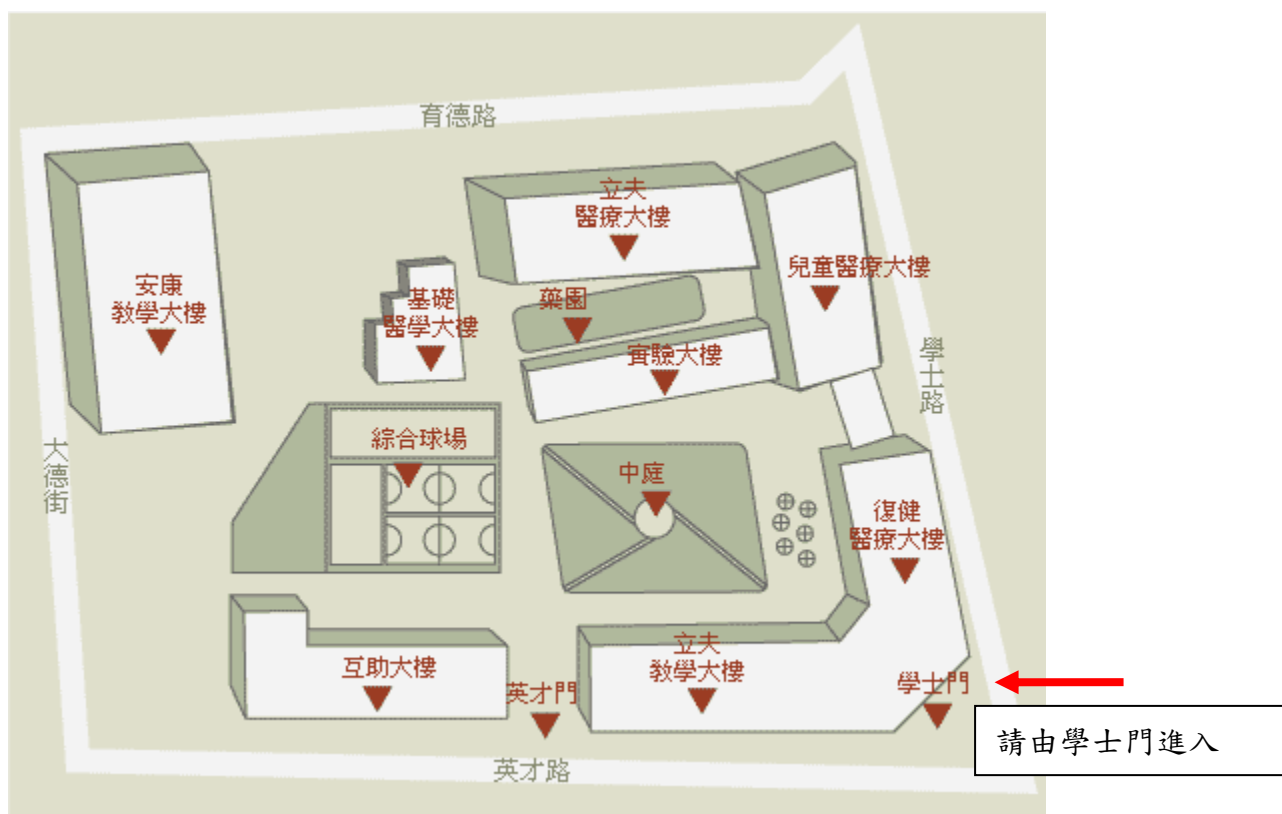 育德路
立夫
醫療大樓
兒童醫療大樓
安康
教學大樓
基礎
醫學大樓
藥園
實驗大樓
學士路
大德街
綜合球場
中庭
復健
醫療大樓
互助大樓
英才門
立夫
教學大樓
學士門
請由學士門進入
英才路